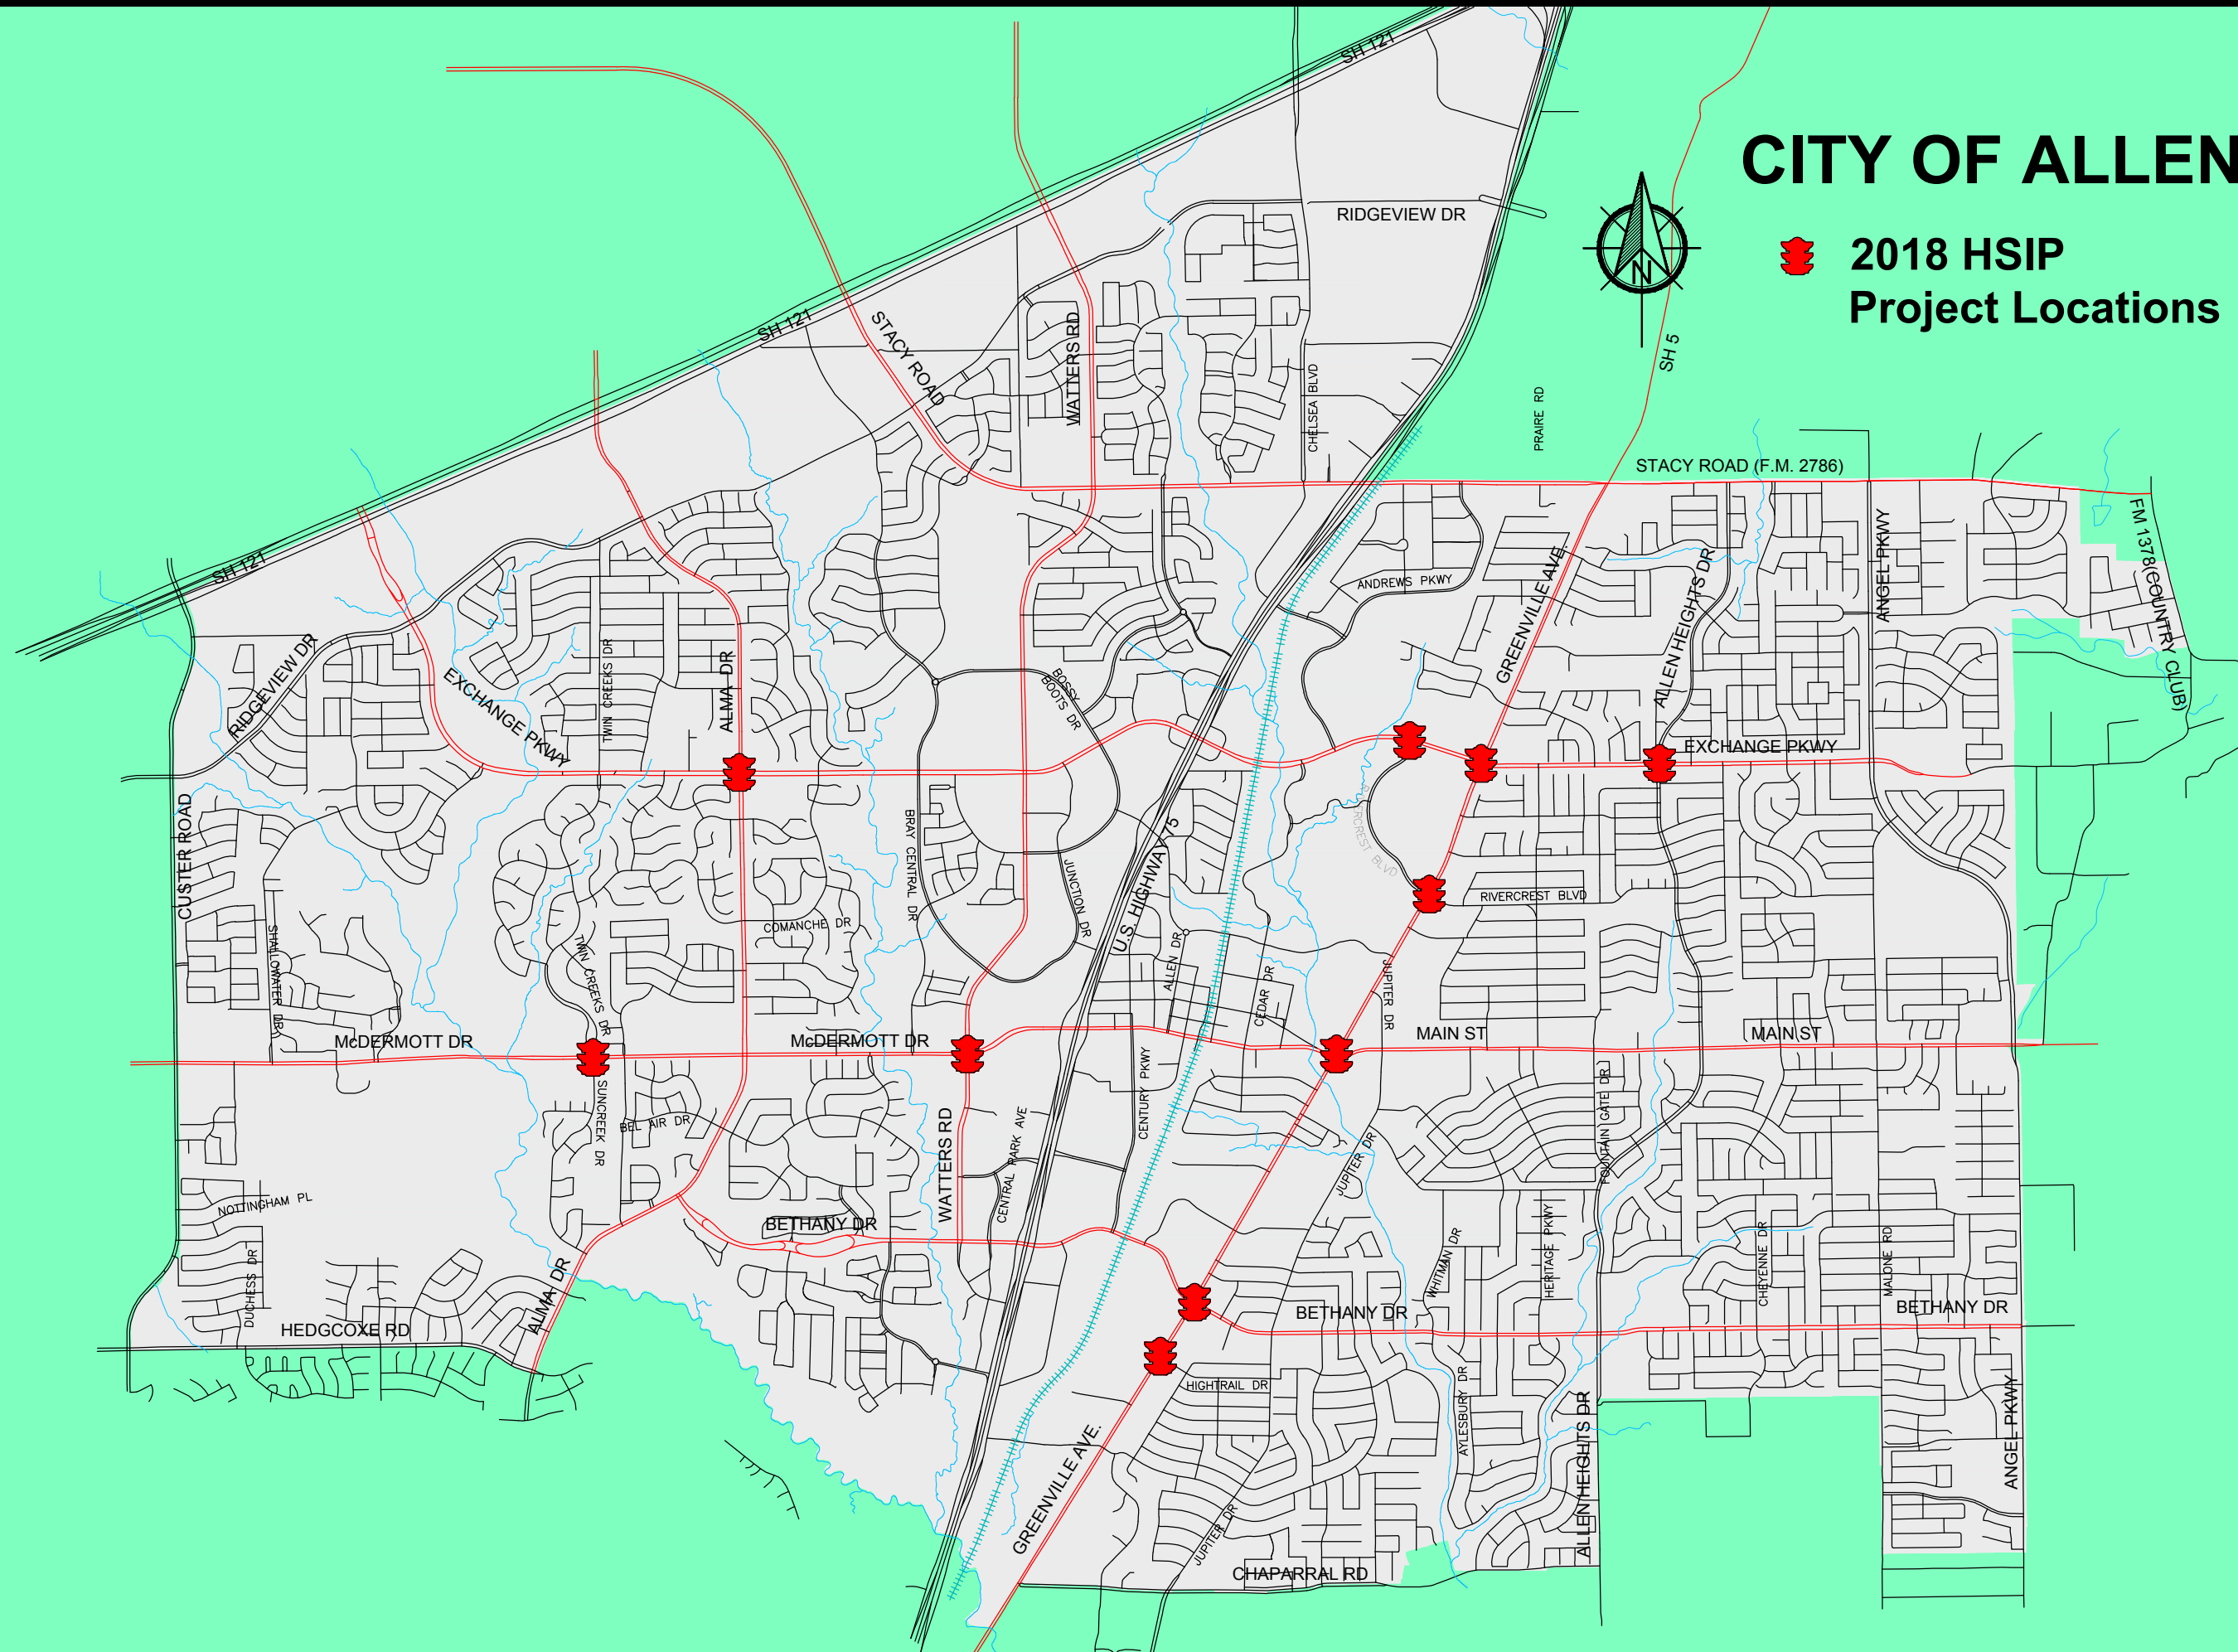 SH 121
CITY OF ALLEN
RIDGEVIEW DR
N
2018 HSIP
Project Locations
SH 121
STACY ROAD
WATTERS RD
SH 5
CHELSEA BLVD
PRAIRE RD
STACY ROAD (F.M. 2786)
FM 1378(COUNTRY CLUB)
SH 121
ANDREWS PKWY
GREENVILLE AVE.
ALLEN HEIGHTS DR
ANGEL PKWY
RIDGEVIEW DR
EXCHANGE PKWY
TWIN CREEKS DR
ALMA DR
BOSSY
BOOTS DR
EXCHANGE PKWY
CUSTER ROAD
BRAY CENTRAL DR
JUNCTION DR
U.S. HIGHWAY 75
RCREST BLVD
RIVERCREST BLVD
SHALLOWATER DR
TWIN CREEKS DR
COMANCHE DR
ALLEN DR
CEDAR DR
JUPITER DR
McDERMOTT DR
McDERMOTT DR
MAIN ST
MAIN ST
SUNCREEK DR
BEL AIR DR
WATTERS RD
CENTRAL PARK AVE
CENTURY PKWY
JUPITER DR
FOUNTAIN GATE DR
NOTTINGHAM PL
BETHANY DR
DUCHESS DR
ALMA DR
WHITMAN DR
HERITAGE PKWY
CHEYENNE DR
MALONE RD
HEDGCOXE RD
BETHANY DR
BETHANY DR
HIGHTRAIL DR
AYLESBURY DR
ALLEN HEIGHTS DR
ANGEL PKWY
GREENVILLE AVE.
JUPITER DR
CHAPARRAL RD